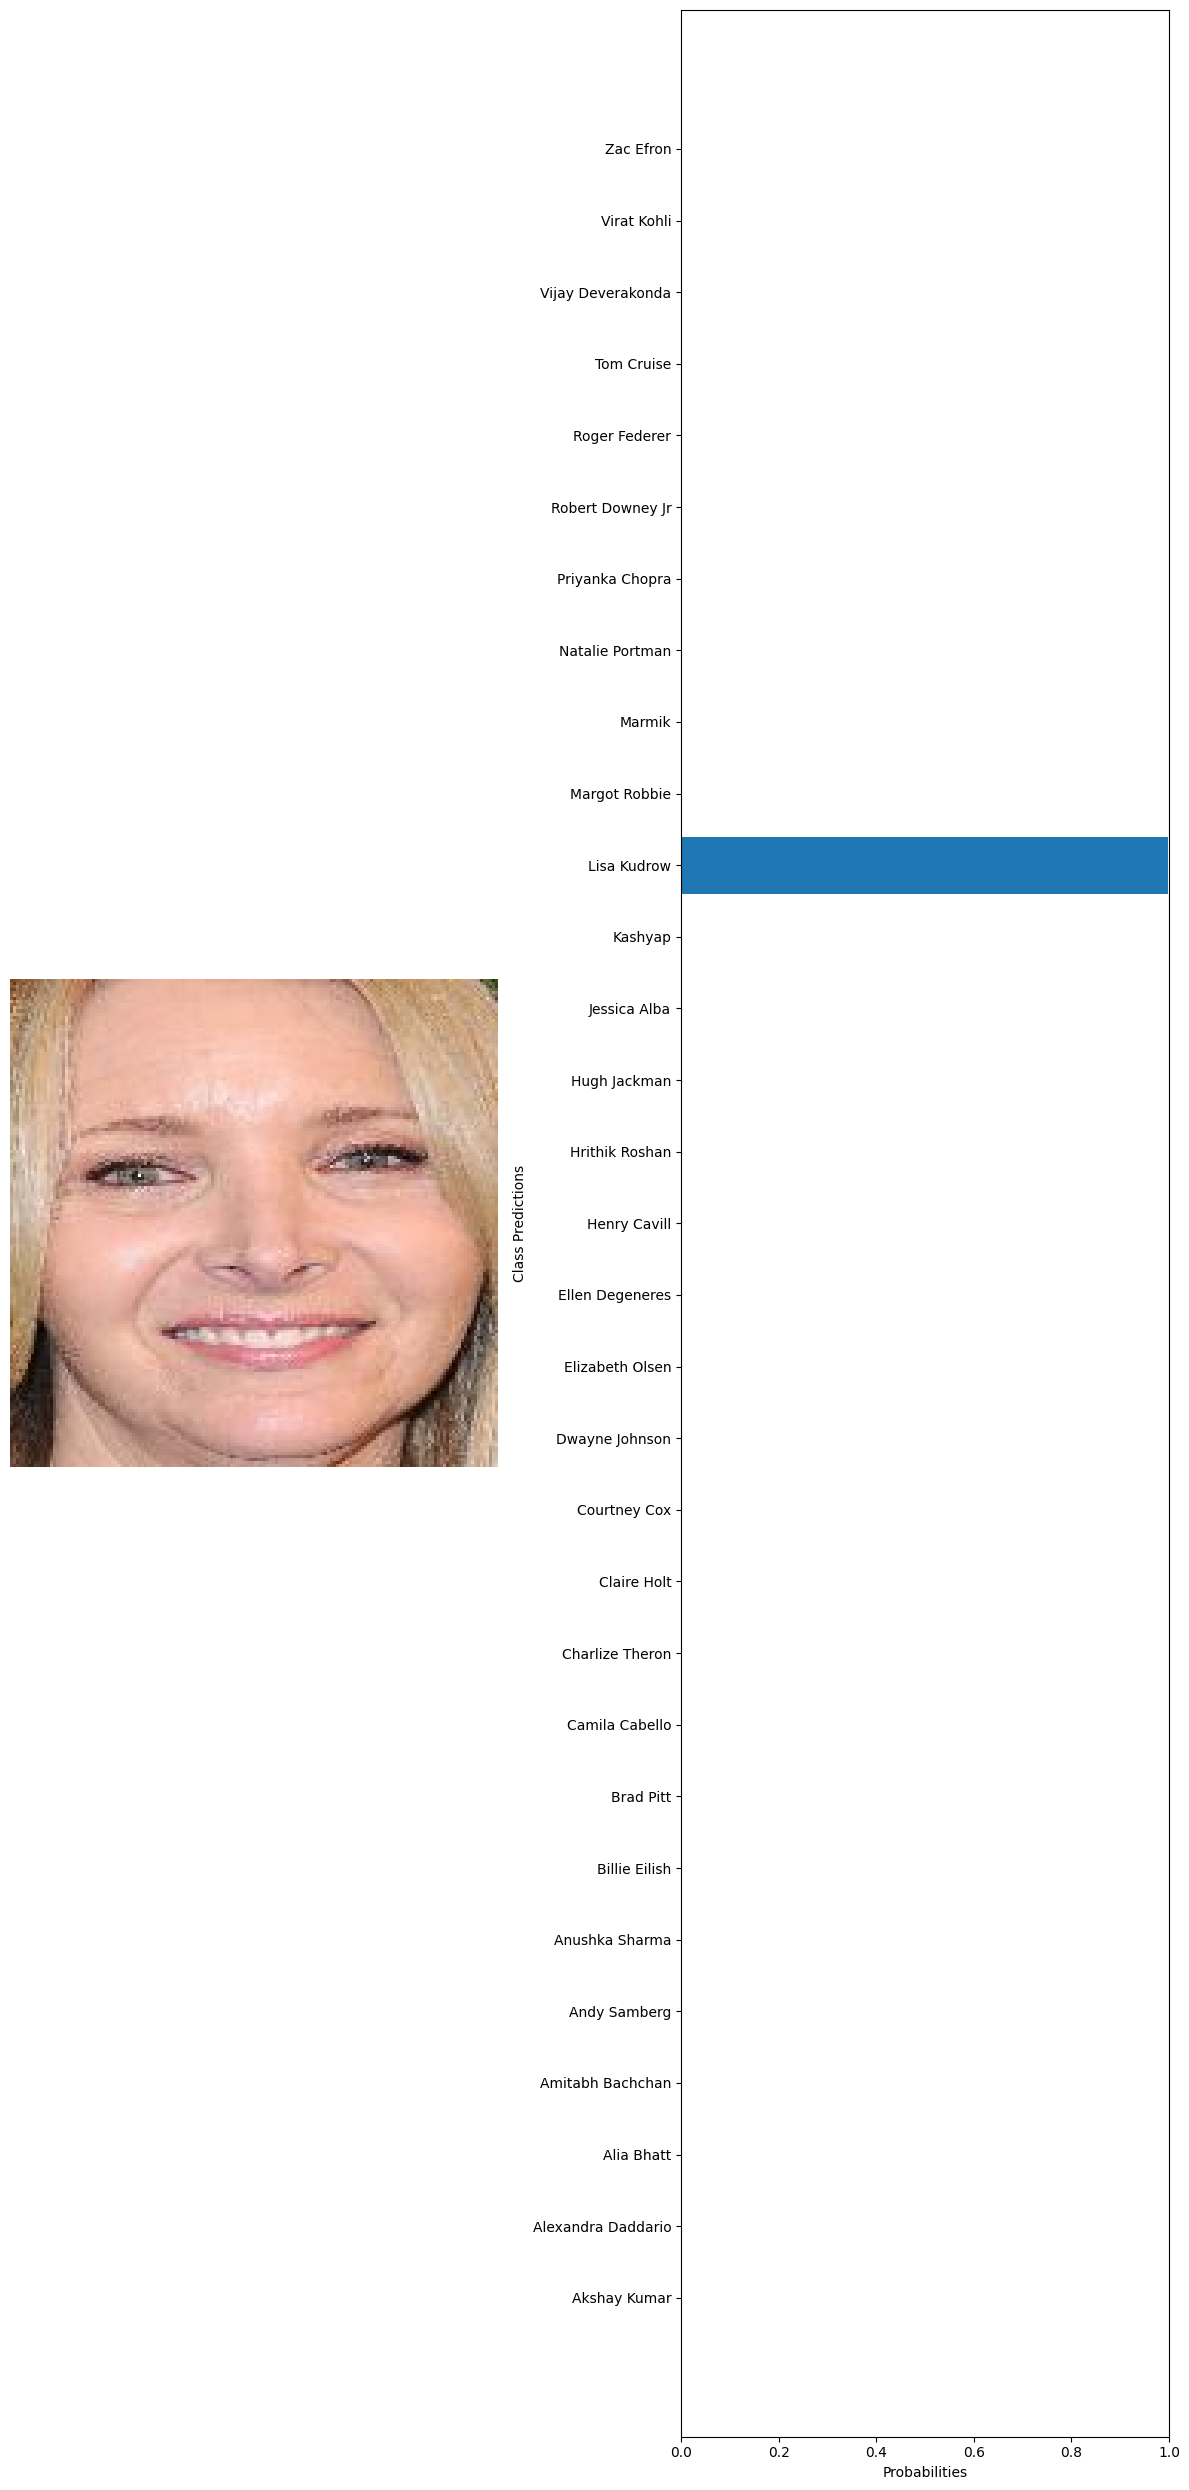 Zac Efron
Virat Kohli
Vijay Deverakonda
Tom Cruise
Roger Federer
Robert Downey Jr
Priyanka Chopra
Natalie Portman
Marmik
Margot Robbie
Lisa Kudrow
Kashyap
Jessica Alba
Hugh Jackman
Hrithik Roshan
Henry Cavill
Ellen Degeneres
Elizabeth Olsen
Dwayne Johnson
Courtney Cox
Claire Holt
Charlize Theron
Camila Cabello
Brad Pitt
Billie Eilish
Anushka Sharma
Andy Samberg
Amitabh Bachchan
Alia Bhatt
Alexandra Daddario
Akshay Kumar
Class Predictions
0.0 0.2 0.4 0.6 0.8 1.0
Probabilities